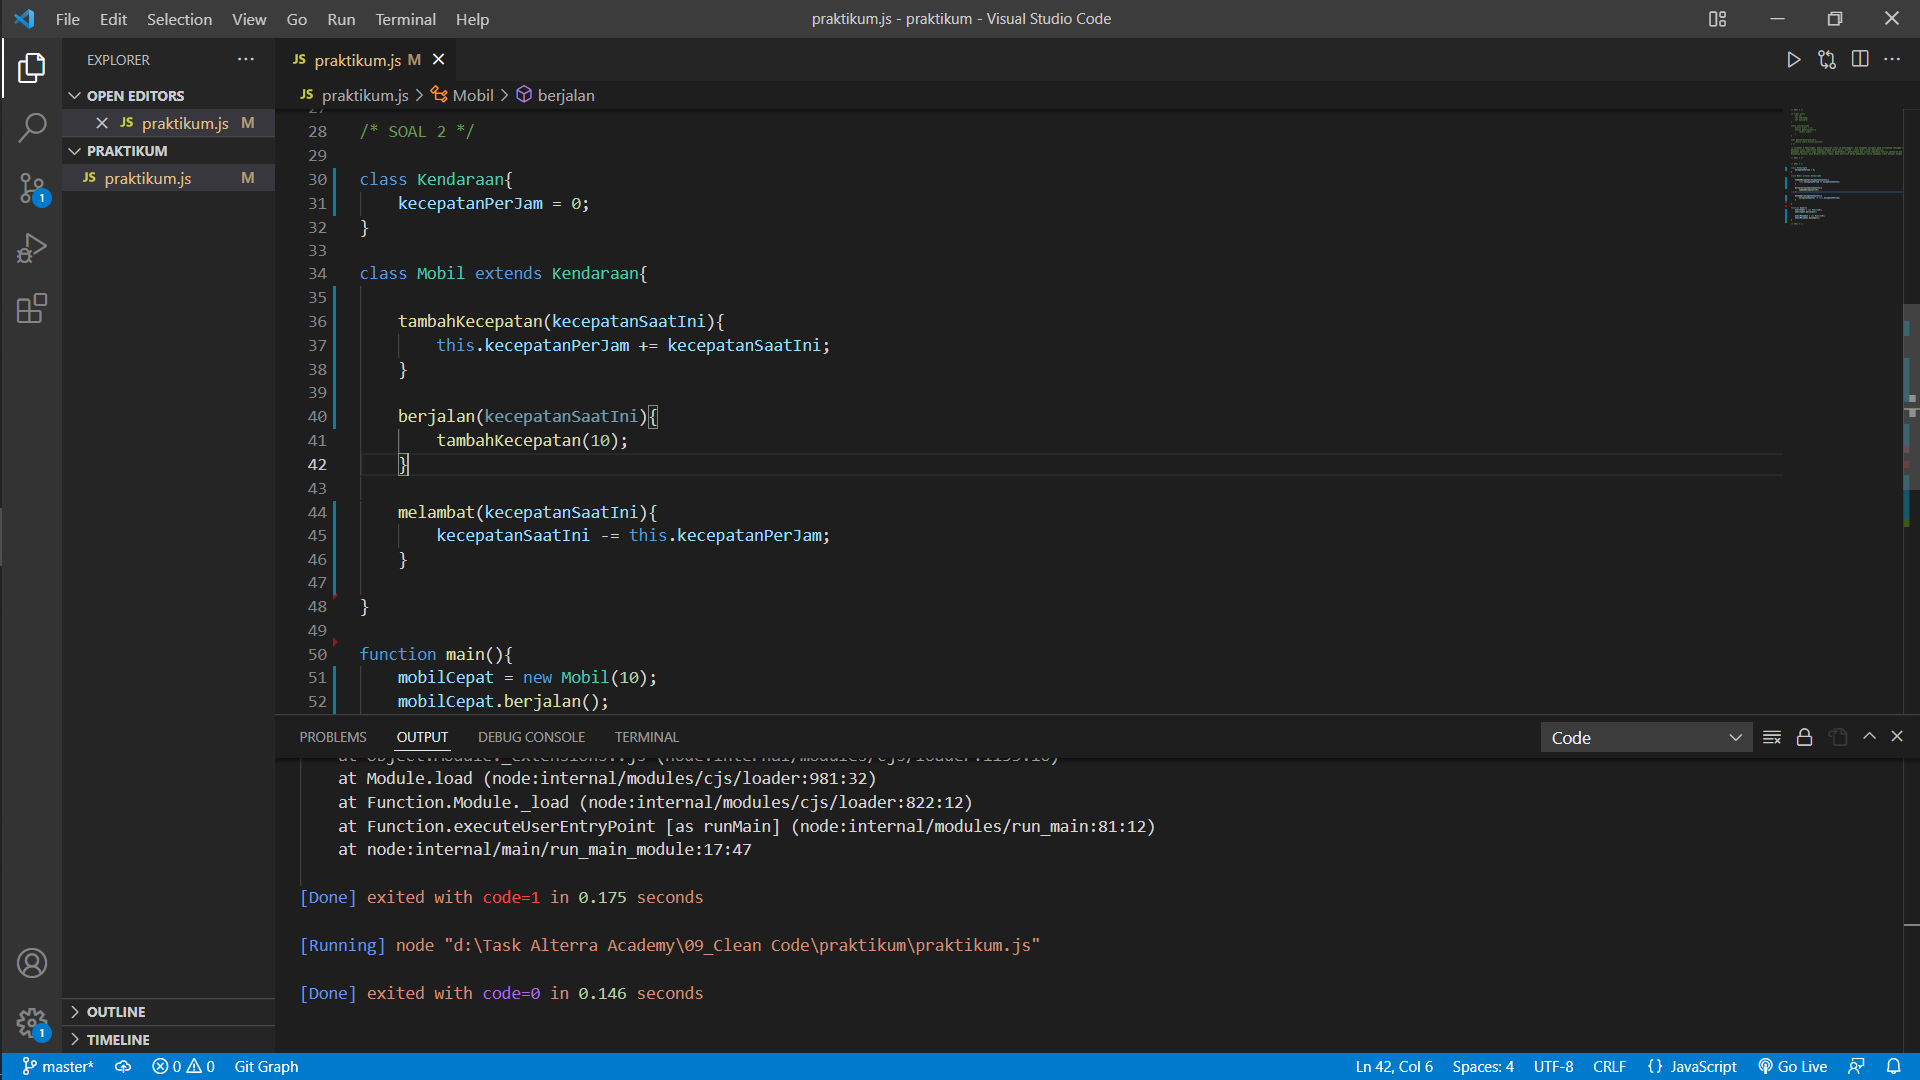 File Edit Selection View Go Run Terminal Help
praktikum.js - praktikum - Visual Studio Code
EXPLORER
OPEN EDITORS
JS praktikum.js M
PRAKTIKUM
JS praktikum.js M
OUTLINE
TIMELINE
JS praktikum.js M
JS praktikum.js > Mobil > berjalan
27
28 /* SOAL 2 */
29
30 class Kendaraan{
31 kecepatanPerJam = 0;
32 }
33
34 class Mobil extends Kendaraan{
35
36 tambahKecepatan(kecepatanSaatIni){
37 this.kecepatanPerJam += kecepatanSaatIni;
38 }
39
40 berjalan(kecepatanSaatIni){
41 tambahKecepatan(10);
42 }
43
44 melambat(kecepatanSaatIni){
45 kecepatanSaatIni -= this.kecepatanPerJam;
46 }
47
48 }
49
50 function main(){
51 mobilCepat = new Mobil(10);
52 mobilCepat.berjalan();
PROBLEMS OUTPUT DEBUG CONSOLE TERMINAL
Code
at Module.load (node:internal/modules/cjs/loader:981:32)
at Function.Module._load (node:internal/modules/cjs/loader:822:12)
at Function.executeUserEntryPoint [as runMain] (node:internal/modules/run_main:81:12)
at node:internal/main/run_main_module:17:47
[Done] exited with code=1 in 0.175 seconds
[Running] node "d:\Task Alterra Academy\09_Clean Code\praktikum\praktikum.js"
[Done] exited with code=0 in 0.146 seconds
1
1
master* 0 0 Git Graph
Ln 42, Col 6 Spaces: 4 UTF-8 CRLF {} JavaScript Go Live